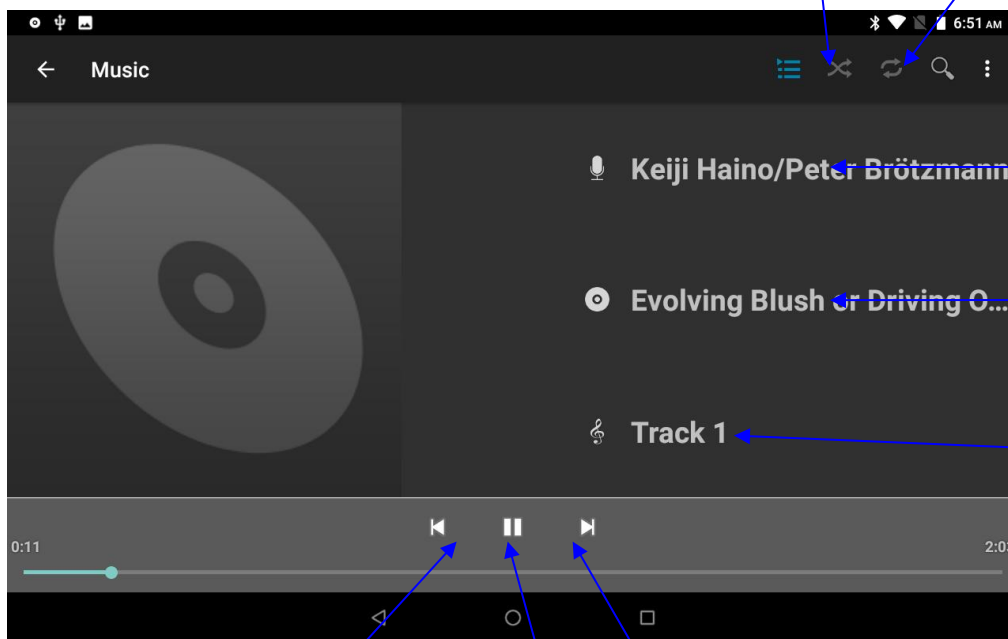 6:51 AM
Music
Keiji Haino/Peter Brötzmann
Evolving Blush or Driving O...
Track 1
0:11